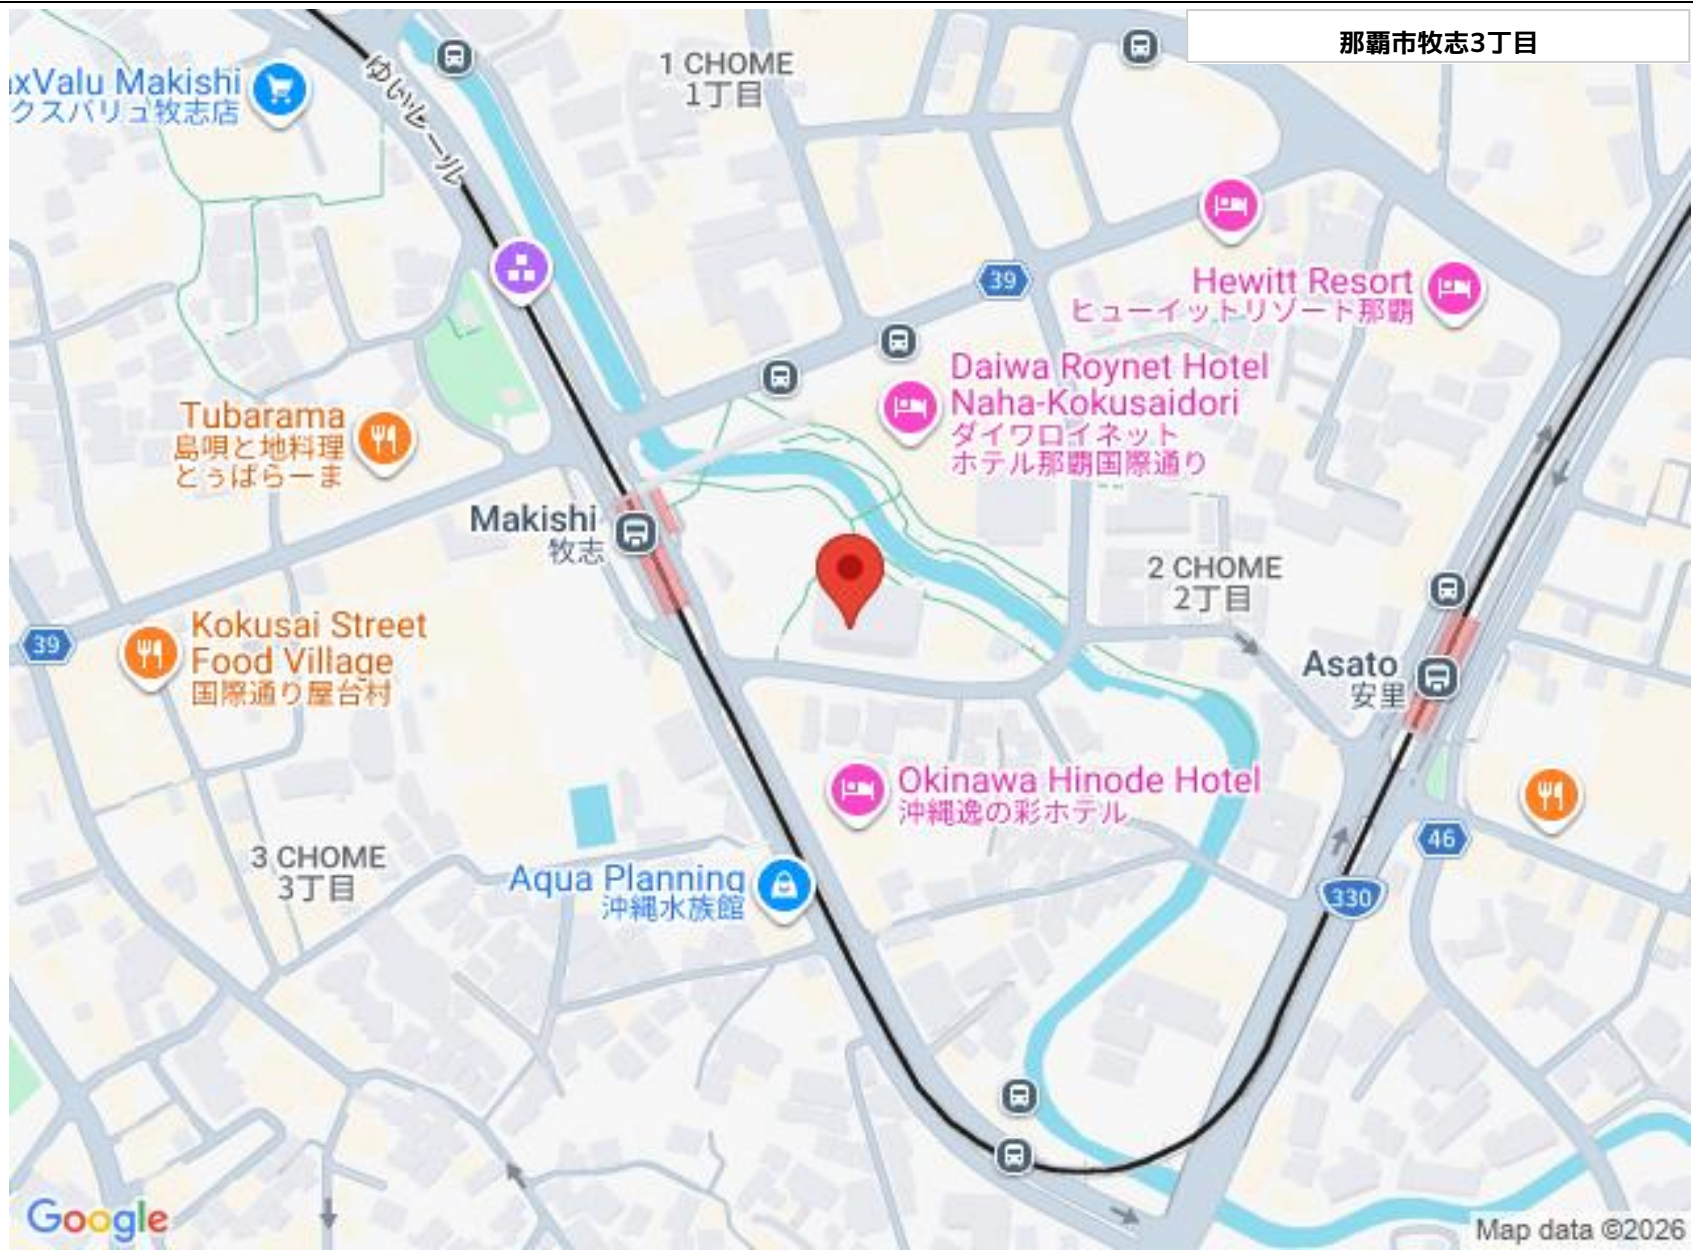 那覇市牧志3丁目
1 CHOME
1丁目
xValu Makishi
クスバリュ牧志店
ゆいレール
39
Hewitt Resort
ヒューイットリゾート那覇
Daiwa Roynet Hotel
Naha-Kokusaidori
ダイワロイネット
ホテル那覇国際通り
Tubarama
島唄と地料理
とぅばらーま
Makishi
牧志
2 CHOME
2丁目
39
Kokusai Street
Food Village
国際通り屋台村
Asato
安里
Okinawa Hinode Hotel
沖縄逸の彩ホテル
46
3 CHOME
3丁目
Aqua Planning
沖縄水族館
330
Google
Map data ©2026